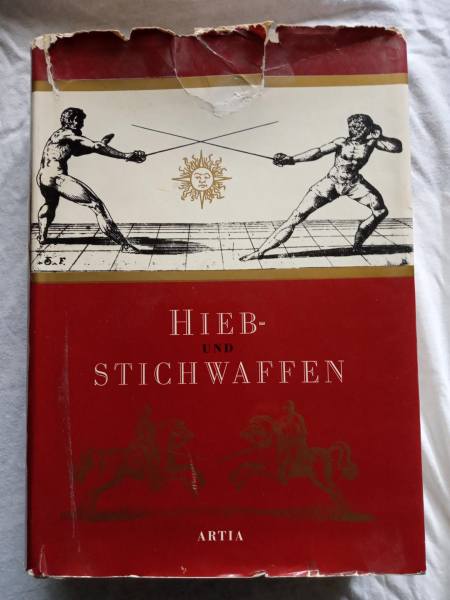 HIEB-
UND
STICHWAFFEN
ARTIA